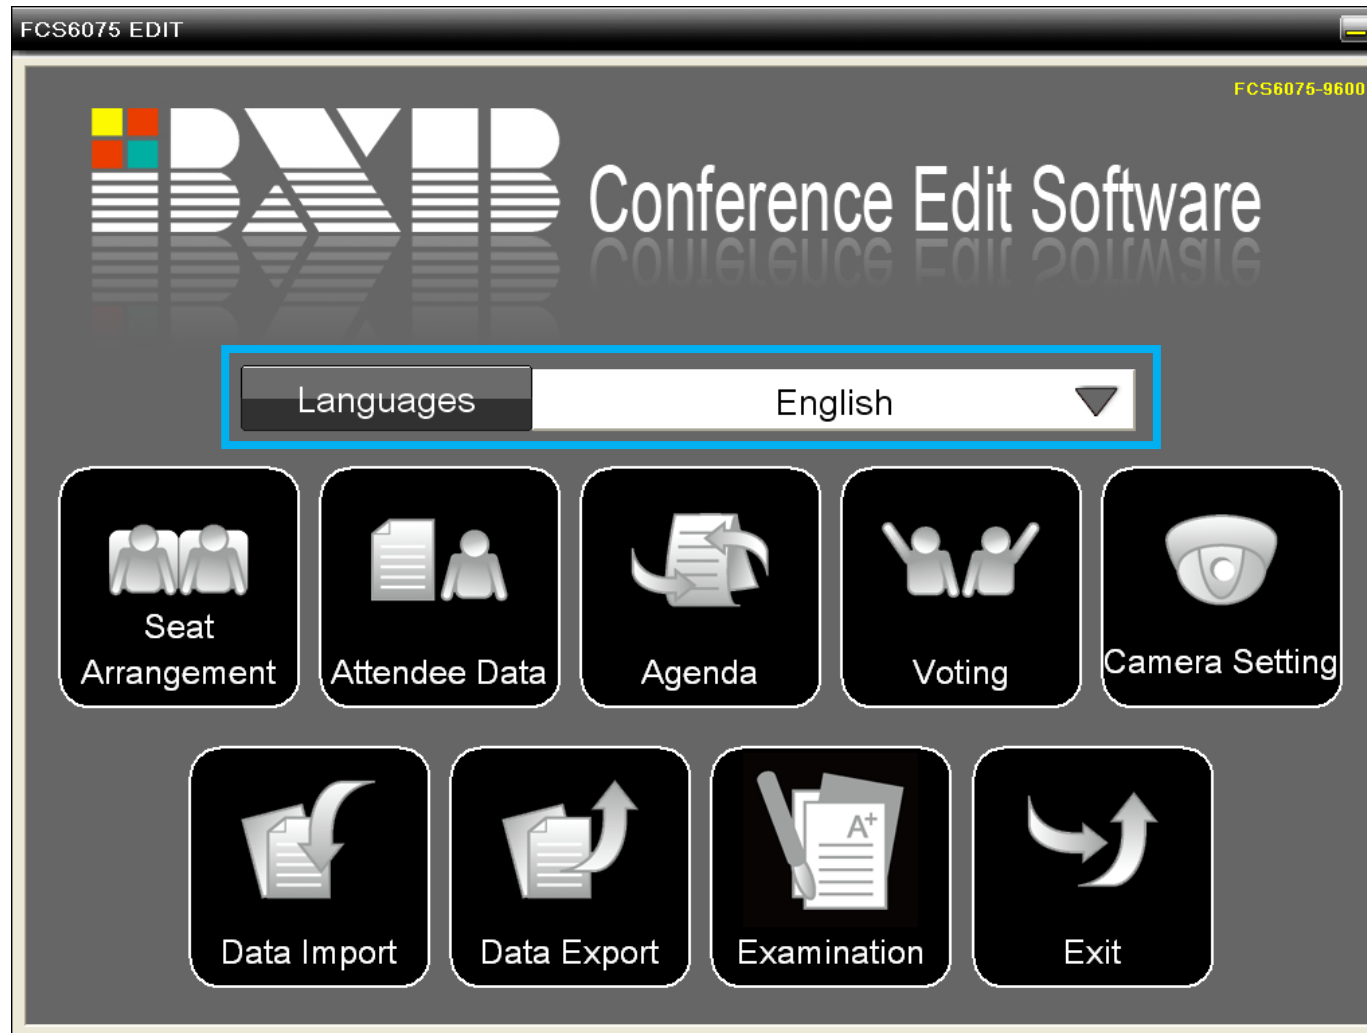 FCS6075 EDIT
FCS6075-9600
BXB
Conference Edit Software
Languages
English
Seat
Arrangement
Attendee Data
Agenda
Voting
Camera Setting
A+
Data Import
Data Export
Examination
Exit